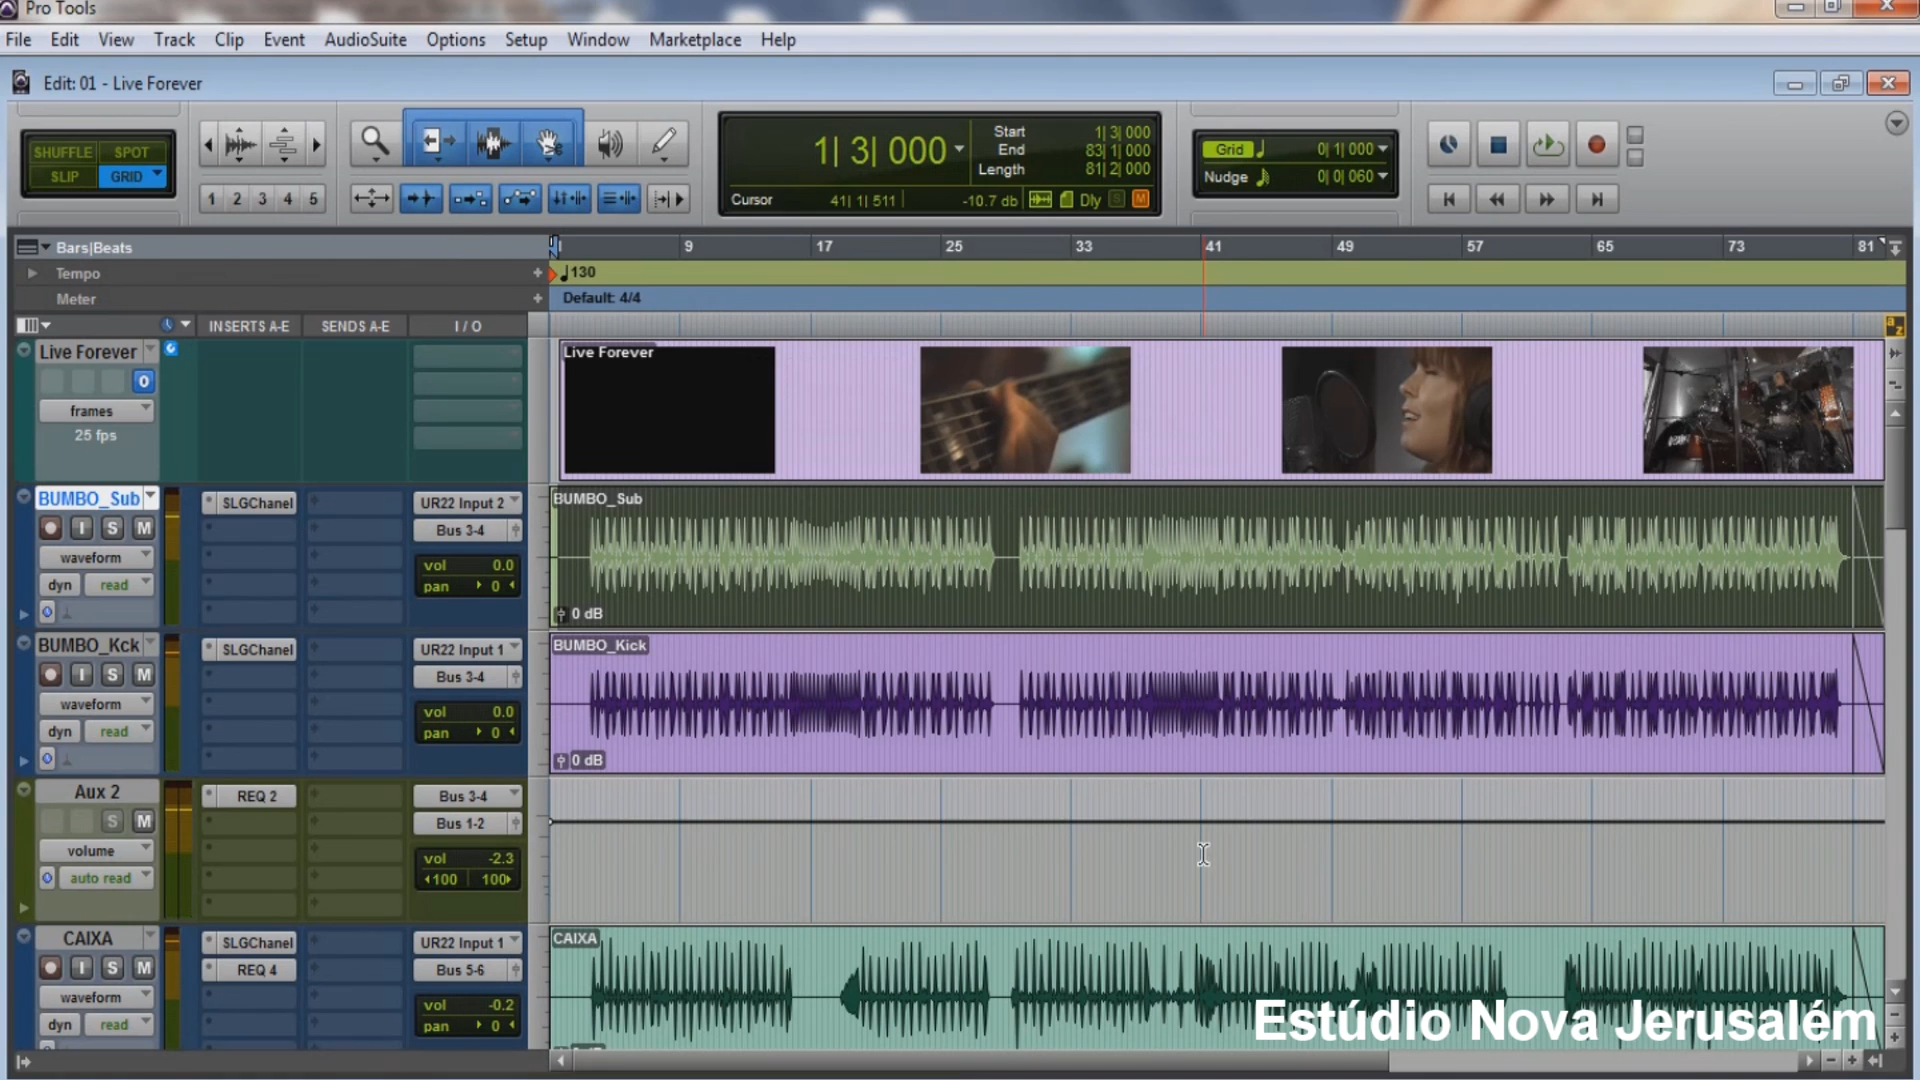 Pro Tools
File Edit View Track Clip Event AudioSuite Options Setup Window Marketplace Help
Edit: 01 - Live Forever
SHUFFLE SPOT
SLIP GRID
1 2 3 4 5
1| 3| 000
Start 1| 3| 000
End 83| 1| 000
Length 81| 2| 000
Cursor 41| 1| 511 -10.7 db Dly S M
Grid 0| 1| 000
Nudge 0| 0| 060
Bars|Beats 1 9 17 25 33 41 49 57 65 73 81
Tempo + 130
Meter + Default: 4/4
INSERTS A-E SENDS A-E I / O
a z
Live Forever
O
frames
25 fps
Live Forever
BUMBO_Sub
I S M
waveform
dyn read
SLGChanel
UR22 Input 2
Bus 3-4
vol 0.0
pan 0
BUMBO_Sub
0 dB
BUMBO_Kck
I S M
waveform
dyn read
SLGChanel
UR22 Input 1
Bus 3-4
vol 0.0
pan 0
BUMBO_Kick
0 dB
Aux 2
S M
volume
auto read
REQ 2
Bus 3-4
Bus 1-2
vol -2.3
100 100
CAIXA
I S M
waveform
dyn read
SLGChanel
REQ 4
UR22 Input 1
Bus 5-6
vol -0.2
pan 0
CAIXA
Estúdio Nova Jerusalém